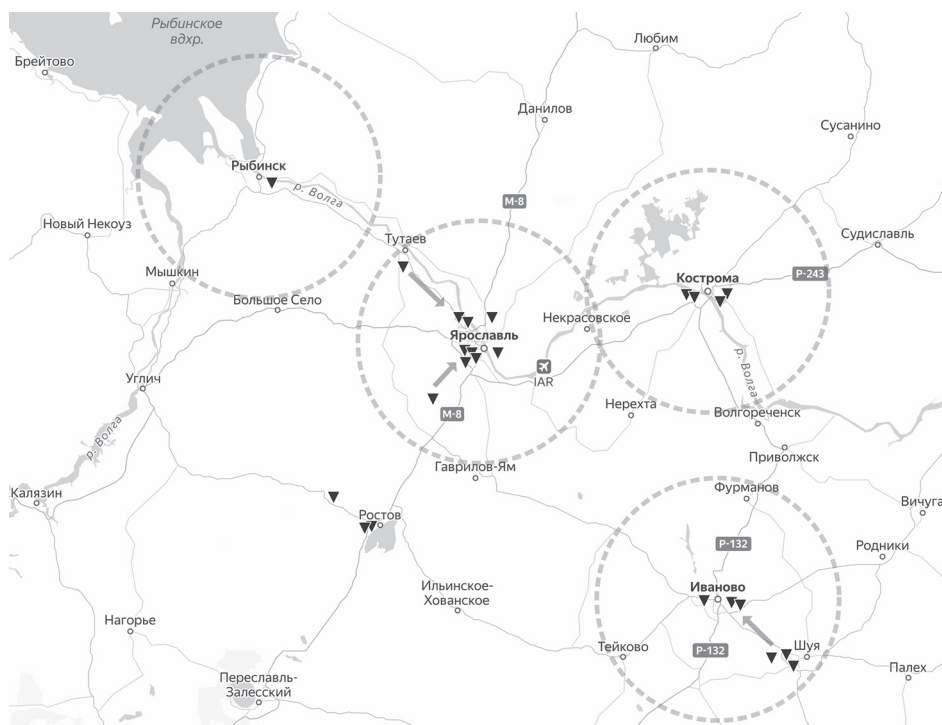 Рыбинское
вдхр.
Любим
Брейтово
Данилов
Сусанино
Рыбинск
р. Волга
М-8
Новый Некоуз
Тутаев
Судиславль
Мышкин
Кострома
Р-243
Большое Село
Некрасовское
Ярославль
IAR
р. Волга
Углич
Нерехта
М-8
Волгореченск
р. Волга
Приволжск
Гаврилов-Ям
Калязин
Фурманов
Вичуга
Ростов
Р-132
Родники
Ильинское-
Хованское
Иваново
Нагорье
Тейково
Р-132
Шуя
Палех
Переславль-
Залесский